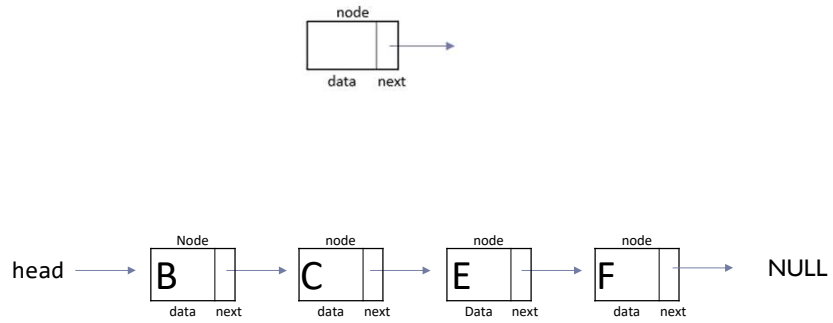 node
data next
Node node node node
head B C E F NULL
data next data next Data next data next